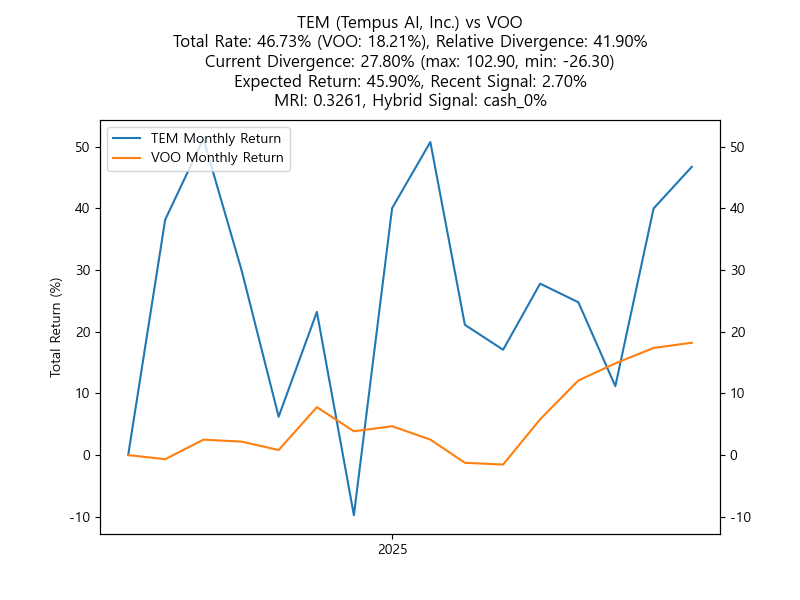 TEM (Tempus AI, Inc.) vs VOO
Total Rate: 46.73% (VOO: 18.21%), Relative Divergence: 41.90%
Current Divergence: 27.80% (max: 102.90, min: -26.30)
Expected Return: 45.90%, Recent Signal: 2.70%
MRI: 0.3261, Hybrid Signal: cash_0%
TEM Monthly Return
VOO Monthly Return
Total Return (%)
50
40
30
20
10
0
-10
50
40
30
20
10
0
-10
2025